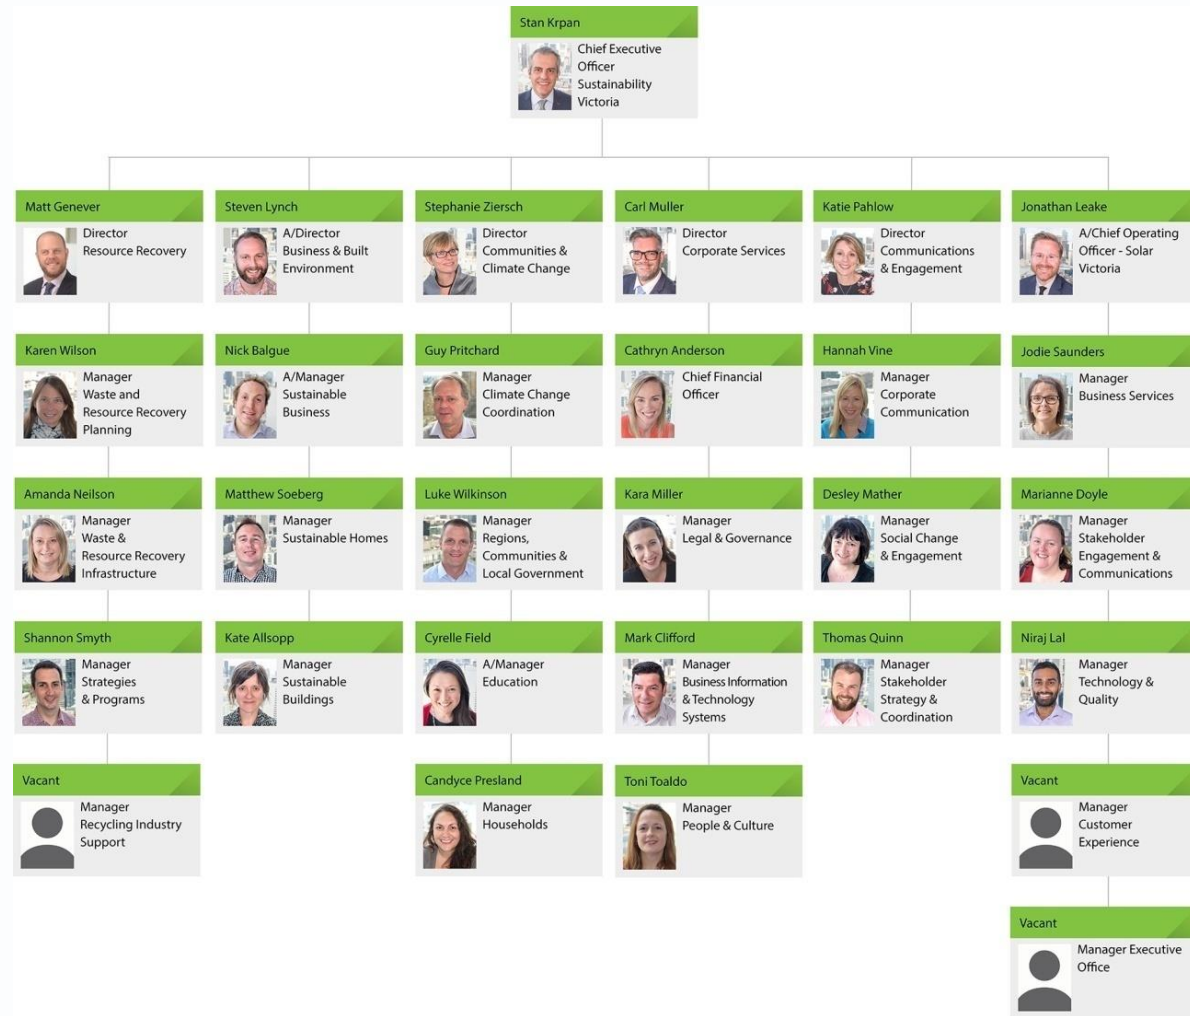 Stan Krpan
Chief Executive
Officer
Sustainability
Victoria
Matt Genever
Director
Resource Recovery
Steven Lynch
A/Director
Business & Built
Environment
Stephanie Ziersch
Director
Communities &
Climate Change
Carl Muller
Director
Corporate Services
Katie Pahlow
Director
Communications
& Engagement
Jonathan Leake
A/Chief Operating
Officer - Solar
Victoria
Karen Wilson
Manager
Waste and
Resource Recovery
Planning
Nick Balgue
A/Manager
Sustainable
Business
Guy Pritchard
Manager
Climate Change
Coordination
Cathryn Anderson
Chief Financial
Officer
Hannah Vine
Manager
Corporate
Communication
Jodie Saunders
Manager
Business Services
Amanda Neilson
Manager
Waste &
Resource Recovery
Infrastructure
Matthew Soeberg
Manager
Sustainable Homes
Luke Wilkinson
Manager
Regions,
Communities &
Local Government
Kara Miller
Manager
Legal & Governance
Desley Mather
Manager
Social Change
& Engagement
Marianne Doyle
Manager
Stakeholder
Engagement &
Communications
Shannon Smyth
Manager
Strategies
& Programs
Kate Allsopp
Manager
Sustainable
Buildings
Cyrelle Field
A/Manager
Education
Mark Clifford
Manager
Business Information
& Technology
Systems
Thomas Quinn
Manager
Stakeholder
Strategy &
Coordination
Niraj Lal
Manager
Technology &
Quality
Vacant
Manager
Recycling Industry
Support
Candyce Presland
Manager
Households
Toni Toaldo
Manager
People & Culture
Vacant
Manager
Customer
Experience
Vacant
Manager Executive
Office